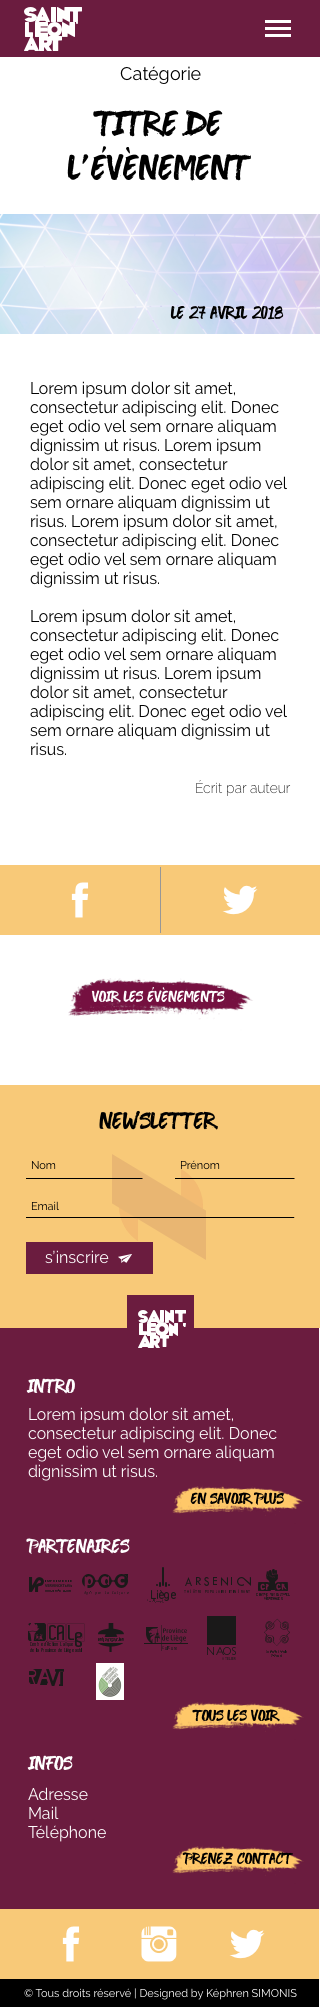 SAINT
LÉON
ART
Catégorie
TITRE DE
L'ÉVÈNEMENT
LE 27 AVRIL 2018
Lorem ipsum dolor sit amet,
consectetur adipiscing elit. Donec
eget odio vel sem ornare aliquam
dignissim ut risus. Lorem ipsum
dolor sit amet, consectetur
adipiscing elit. Donec eget odio vel
sem ornare aliquam dignissim ut
risus. Lorem ipsum dolor sit amet,
consectetur adipiscing elit. Donec
eget odio vel sem ornare aliquam
dignissim ut risus.
Lorem ipsum dolor sit amet,
consectetur adipiscing elit. Donec
eget odio vel sem ornare aliquam
dignissim ut risus. Lorem ipsum
dolor sit amet, consectetur
adipiscing elit. Donec eget odio vel
sem ornare aliquam dignissim ut
risus.
Écrit par auteur
VOIR LES ÉVÈNEMENTS
NEWSLETTER
Nom Prénom
Email
s'inscrire
SAINT
LÉON
ART
INTRO
Lorem ipsum dolor sit amet,
consectetur adipiscing elit. Donec
eget odio vel sem ornare aliquam
dignissim ut risus.
EN SAVOIR PLUS
PARTENAIRES
Liège ARSENIC
NAOS
RAVI
TOUS LES VOIR
INFOS
Adresse
Mail
Téléphone
PRENEZ CONTACT
© Tous droits réservé | Designed by Képhren SIMONIS